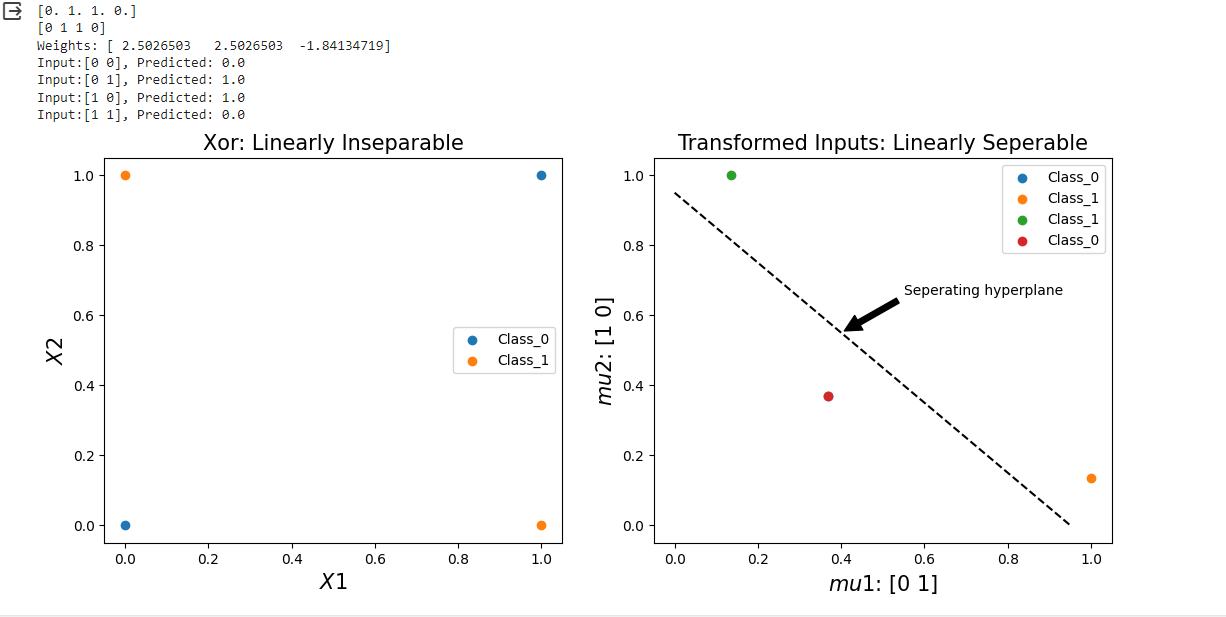 [0. 1. 1. 0.]
[0 1 1 0]
Weights: [ 2.5026503   2.5026503  -1.84134719]
Input:[0 0], Predicted: 0.0
Input:[0 1], Predicted: 1.0
Input:[1 0], Predicted: 1.0
Input:[1 1], Predicted: 0.0
Xor: Linearly Inseparable
1.0
0.8
0.6
0.4
0.2
0.0
X2
Class_0
Class_1
0.0 0.2 0.4 0.6 0.8 1.0
X1
Transformed Inputs: Linearly Seperable
1.0
0.8
0.6
0.4
0.2
0.0
mu2: [1 0]
Class_0
Class_1
Class_1
Class_0
Seperating hyperplane
0.0 0.2 0.4 0.6 0.8 1.0
mu1: [0 1]